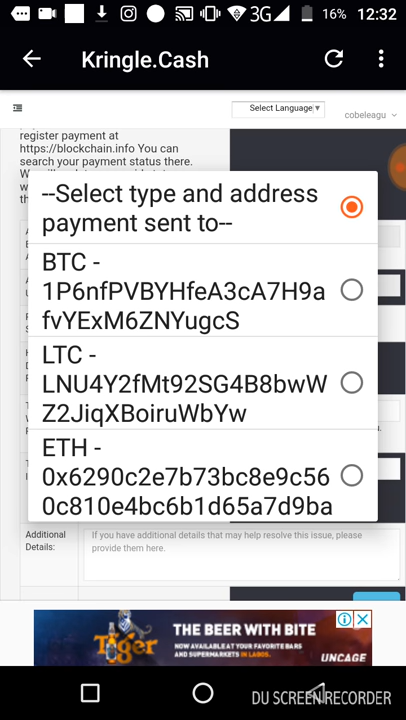 3G
16%
12:32
Kringle.Cash
Select Language
cobeleagu
register payment at
https://blockchain.info You can
search your payment status there.
--Select type and address
payment sent to--
BTC -
1P6nfPVBYHfeA3cA7H9a
fvYExM6ZNYugcS
LTC -
LNU4Y2fMt92SG4B8bwW
Z2JiqXBoiruWbYw
ETH -
0x6290c2e7b73bc8e9c56
0c810e4bc6b1d65a7d9ba
Additional
Details:
If you have additional details that may help resolve this issue, please
provide them here.
Tiger
THE BEER WITH BITE
NOW AVAILABLE AT YOUR FAVORITE BARS
AND SUPERMARKETS IN LAGOS.
UNCAGE
DU SCREEN RECORDER